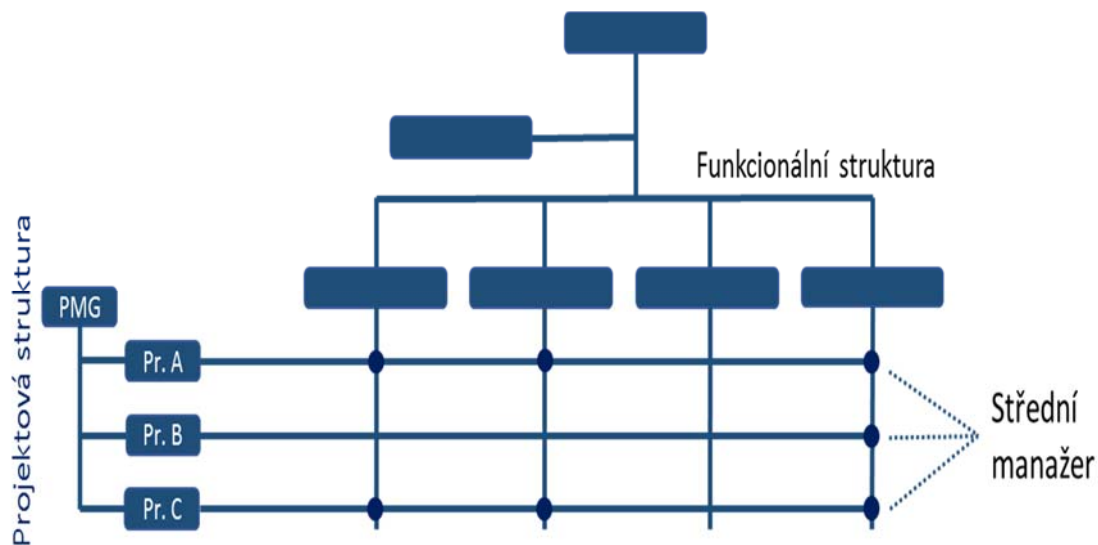 Funkcionální struktura
Projektová struktura
PMG
Pr. A
Pr. B
Pr. C
Střední
manažer